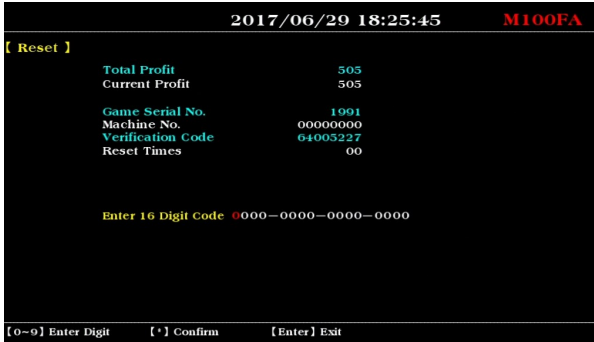 2017/06/29 18:25:45 M100FA
【 Reset 】
Total Profit 505
Current Profit 505
Game Serial No. 1991
Machine No. 00000000
Verification Code 64005227
Reset Times 00
Enter 16 Digit Code 0000-0000-0000-0000
【0~9】Enter Digit 【*】Confirm 【Enter】Exit